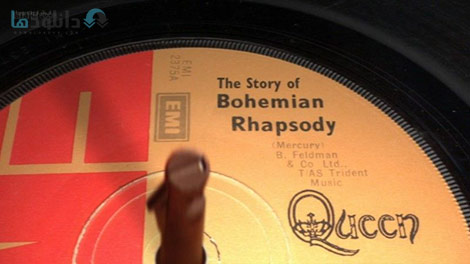 دانلودها
EMI
2375A
EMI
The Story of
Bohemian
Rhapsody
(Mercury)
B. Feldman
& Co Ltd.,
T/AS Trident
Music
Queen